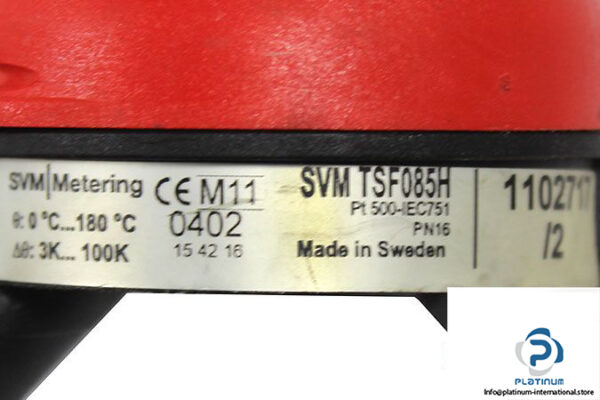 SVM|Metering
θ: 0 °C... 180 °C
Δθ: 3K... 100K
CE M11
0402
15 42 16
SVM TSF085H
Pt 500-IEC751
PN16
Made in Sweden
1102717
/2
PLATINUM
Info@platinum-international.store